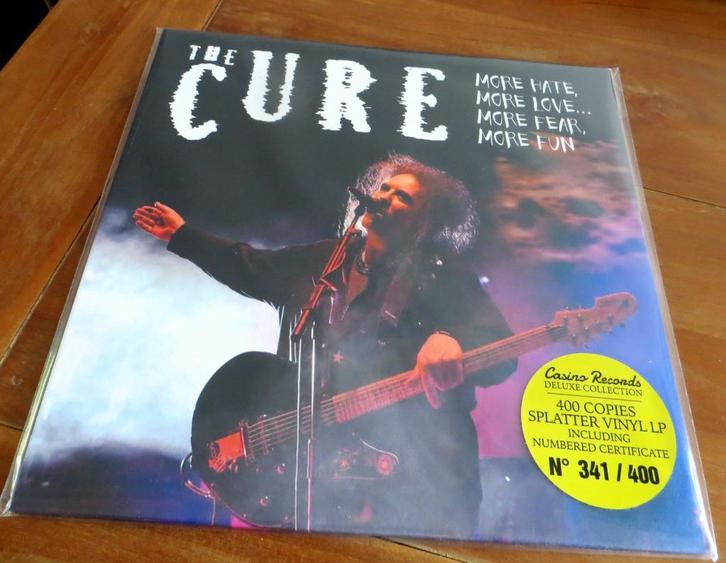 THE
CURE
MORE HATE,
MORE LOVE...
MORE FEAR,
MORE FUN
Casino Records
DELUXE COLLECTION
400 COPIES
SPLATTER VINYL LP
INCLUDING
NUMBERED CERTIFICATE
N° 341 / 400